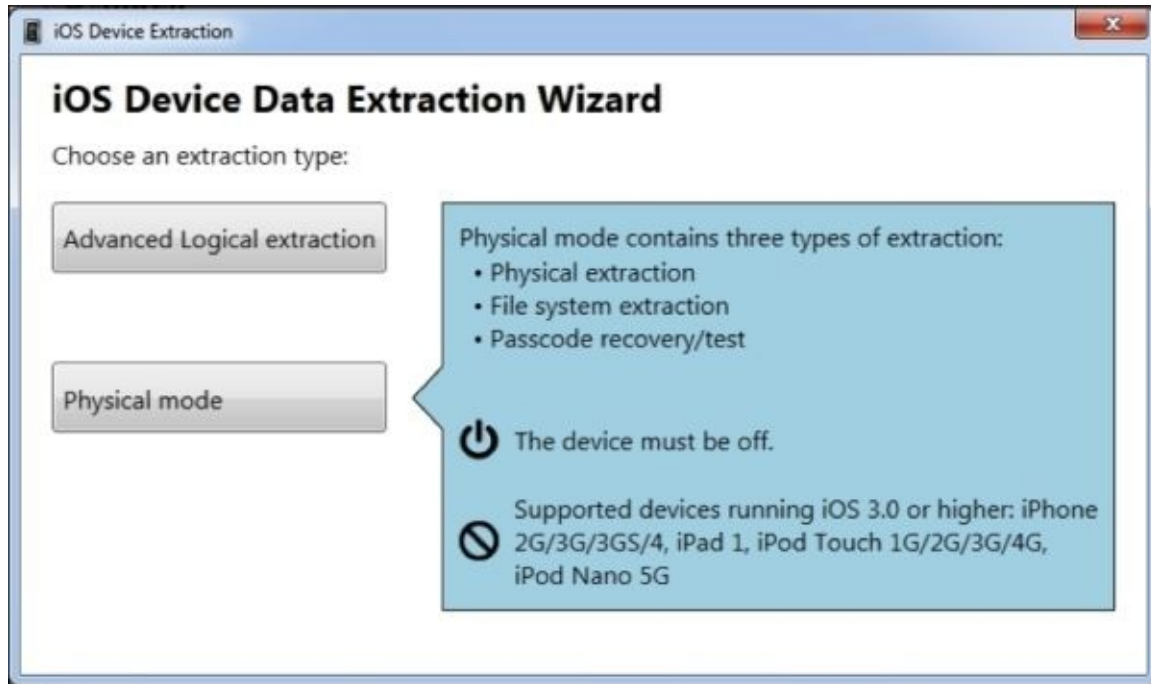 iOS Device Extraction
iOS Device Data Extraction Wizard
Choose an extraction type:
Advanced Logical extraction
Physical mode
Physical mode contains three types of extraction:
• Physical extraction
• File system extraction
• Passcode recovery/test
The device must be off.
Supported devices running iOS 3.0 or higher: iPhone
2G/3G/3GS/4, iPad 1, iPod Touch 1G/2G/3G/4G,
iPod Nano 5G